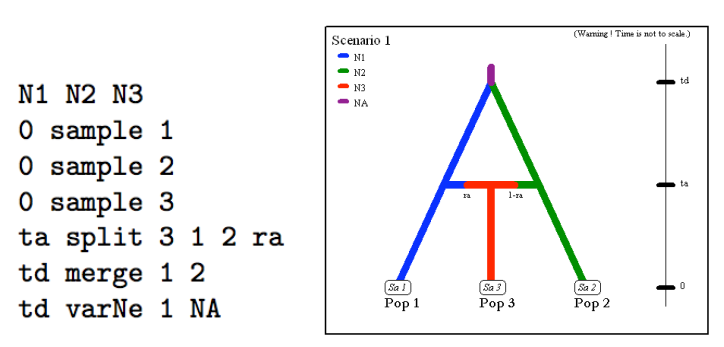 N1 N2 N3
0 sample 1
0 sample 2
0 sample 3
ta split 3 1 2 ra
td merge 1 2
td varNe 1 NA
Scenario 1
(Warning ! Time is not to scale.)
N1
N2
N3
NA
td
ra
1-ra
ta
Sa 1
Sa 3
Sa 2
0
Pop 1
Pop 3
Pop 2